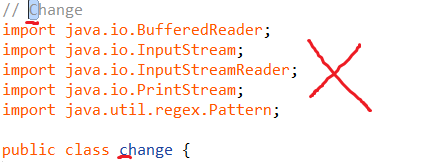 // Change
import java.io.BufferedReader;
import java.io.InputStream;
import java.io.InputStreamReader;
import java.io.PrintStream;
import java.util.regex.Pattern;
public class change {